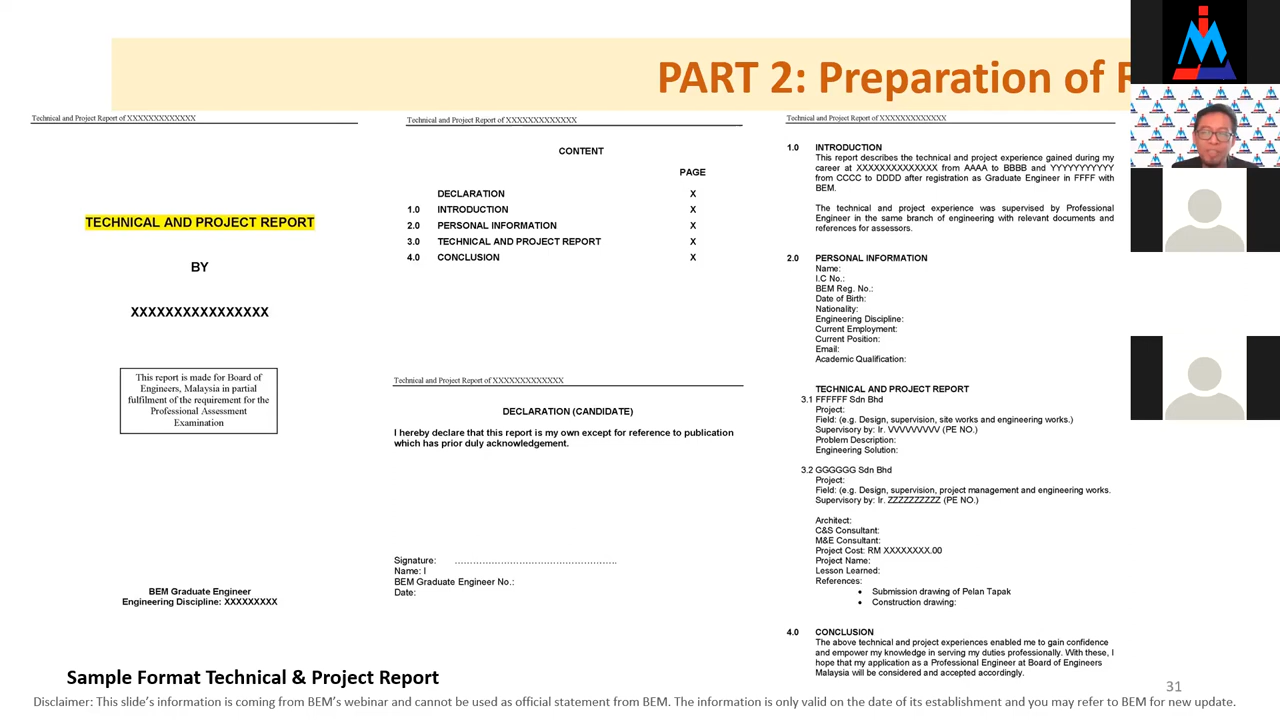 PART 2: Preparation of
Technical and Project Report of XXXXXXXXXXXXX
TECHNICAL AND PROJECT REPORT
BY
XXXXXXXXXXXXXXXX
This report is made for Board of
Engineers, Malaysia in partial
fulfilment of the requirement for the
Professional Assessment
Examination
BEM Graduate Engineer
Engineering Discipline: XXXXXXXXX
Technical and Project Report of XXXXXXXXXXXXX
CONTENT
PAGE
DECLARATION X
1.0 INTRODUCTION X
2.0 PERSONAL INFORMATION X
3.0 TECHNICAL AND PROJECT REPORT X
4.0 CONCLUSION X
Technical and Project Report of XXXXXXXXXXXXX
DECLARATION (CANDIDATE)
I hereby declare that this report is my own except for reference to publication
which has prior duly acknowledgement.
Signature: ………………………………………………
Name: I
BEM Graduate Engineer No.:
Date:
Technical and Project Report of XXXXXXXXXXXXX
1.0 INTRODUCTION
This report describes the technical and project experience gained during my
career at XXXXXXXXXXXXXX from AAAA to BBBB and YYYYYYYYYYY
from CCCC to DDDD after registration as Graduate Engineer in FFFF with
BEM.
The technical and project experience was supervised by Professional
Engineer in the same branch of engineering with relevant documents and
references for assessors.
2.0 PERSONAL INFORMATION
Name:
I.C No.:
BEM Reg. No.:
Date of Birth:
Nationality:
Engineering Discipline:
Current Employment:
Current Position:
Email:
Academic Qualification:
TECHNICAL AND PROJECT REPORT
3.1 FFFFFF Sdn Bhd
Project:
Field: (e.g. Design, supervision, site works and engineering works.)
Supervisory by: Ir. VVVVVVVVV (PE NO.)
Problem Description:
Engineering Solution:
3.2 GGGGGG Sdn Bhd
Project:
Field: (e.g. Design, supervision, project management and engineering works.
Supervisory by: Ir. ZZZZZZZZZZ (PE NO.)
Architect:
C&S Consultant:
M&E Consultant:
Project Cost: RM XXXXXXXX.00
Project Name:
Lesson Learned:
References:
• Submission drawing of Pelan Tapak
• Construction drawing:
4.0 CONCLUSION
The above technical and project experiences enabled me to gain confidence
and empower my knowledge in serving my duties professionally. With these, I
hope that my application as a Professional Engineer at Board of Engineers
Malaysia will be considered and accepted accordingly.
Sample Format Technical & Project Report
31
Disclaimer: This slide's information is coming from BEM's webinar and cannot be used as official statement from BEM. The information is only valid on the date of its establishment and you may refer to BEM for new update.